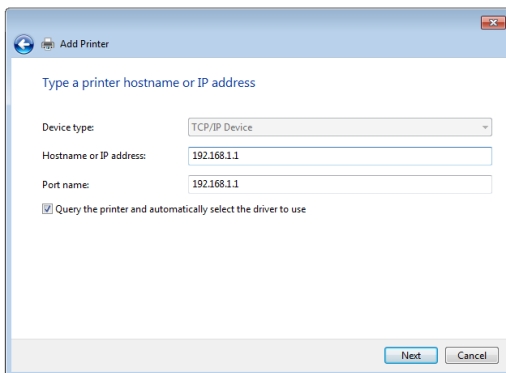 Add Printer
Type a printer hostname or IP address
Device type: TCP/IP Device
Hostname or IP address: 192.168.1.1
Port name: 192.168.1.1
Query the printer and automatically select the driver to use
Next Cancel